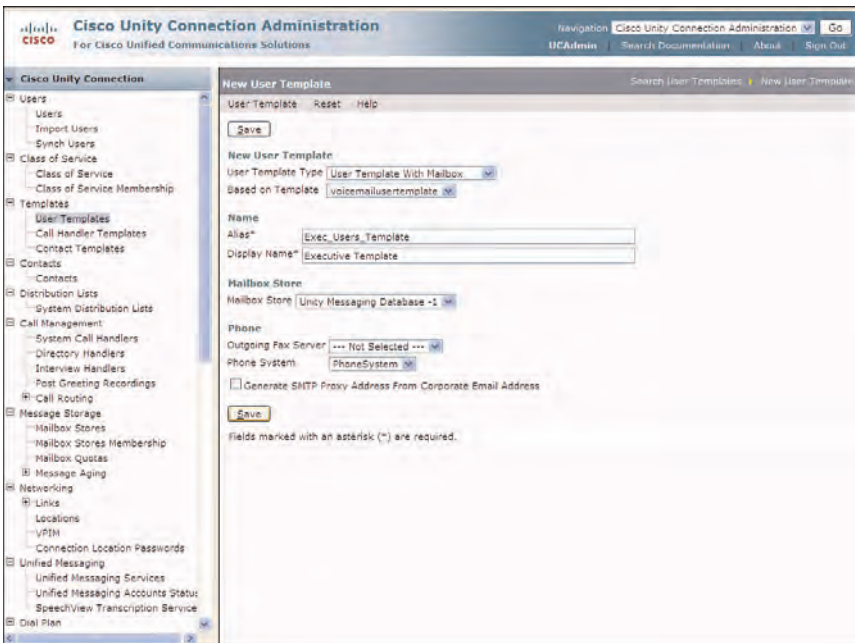 cisco
Cisco Unity Connection Administration
For Cisco Unified Communications Solutions
Navigation Cisco Unity Connection Administration Go
UCAdmin Search Documentation About Sign Out
Cisco Unity Connection
Users
Users
Import Users
Synch Users
Class of Service
Class of Service
Class of Service Membership
Templates
User Templates
Call Handler Templates
Contact Templates
Contacts
Contacts
Distribution Lists
System Distribution Lists
Call Management
System Call Handlers
Directory Handlers
Interview Handlers
Post Greeting Recordings
Call Routing
Message Storage
Mailbox Stores
Mailbox Stores Membership
Mailbox Quotas
Message Aging
Networking
Links
Locations
VPIM
Connection Location Passwords
Unified Messaging
Unified Messaging Services
Unified Messaging Accounts Status
SpeechView Transcription Service
Dial Plan
New User Template
Search User Templates New User Template
User Template Reset Help
Save
New User Template
User Template Type User Template With Mailbox
Based on Template voicemailusertemplate
Name
Alias* Exec_Users_Template
Display Name* Executive Template
Mailbox Store
Mailbox Store Unity Messaging Database -1
Phone
Outgoing Fax Server --- Not Selected ---
Phone System PhoneSystem
Generate SMTP Proxy Address From Corporate Email Address
Save
Fields marked with an asterisk (*) are required.